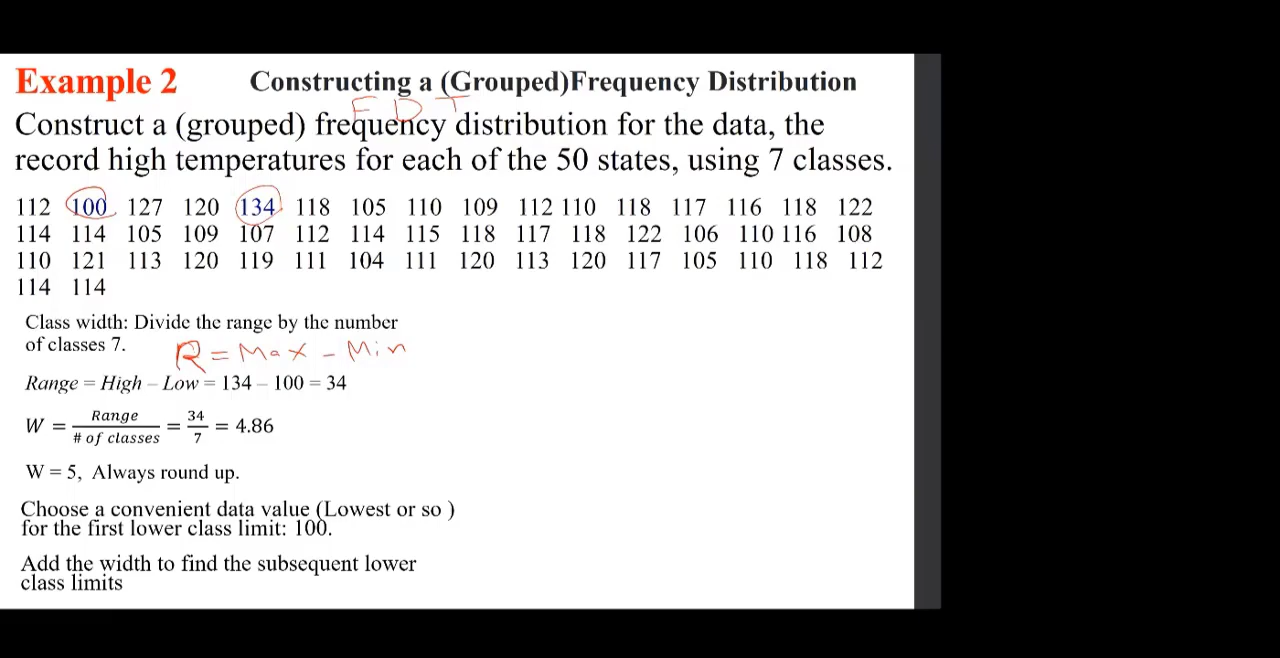 Example 2 Constructing a (Grouped)Frequency Distribution
F D T
Construct a (grouped) frequency distribution for the data, the
record high temperatures for each of the 50 states, using 7 classes.
112 100 127 120 134 118 105 110 109 112 110 118 117 116 118 122
114 114 105 109 107 112 114 115 118 117 118 122 106 110 116 108
110 121 113 120 119 111 104 111 120 113 120 117 105 110 118 112
114 114
Class width: Divide the range by the number
of classes 7.
R = Max - Min
Range = High – Low = 134 – 100 = 34
W = Range / # of classes = 34 / 7 = 4.86
W = 5, Always round up.
Choose a convenient data value (Lowest or so )
for the first lower class limit: 100.
Add the width to find the subsequent lower
class limits